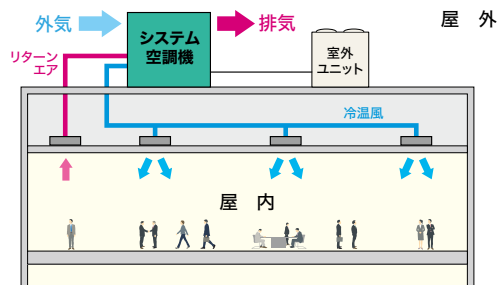 外気
システム
空調機
排気
屋 外
リターン
エア
室外
ユニット
冷温風
屋 内